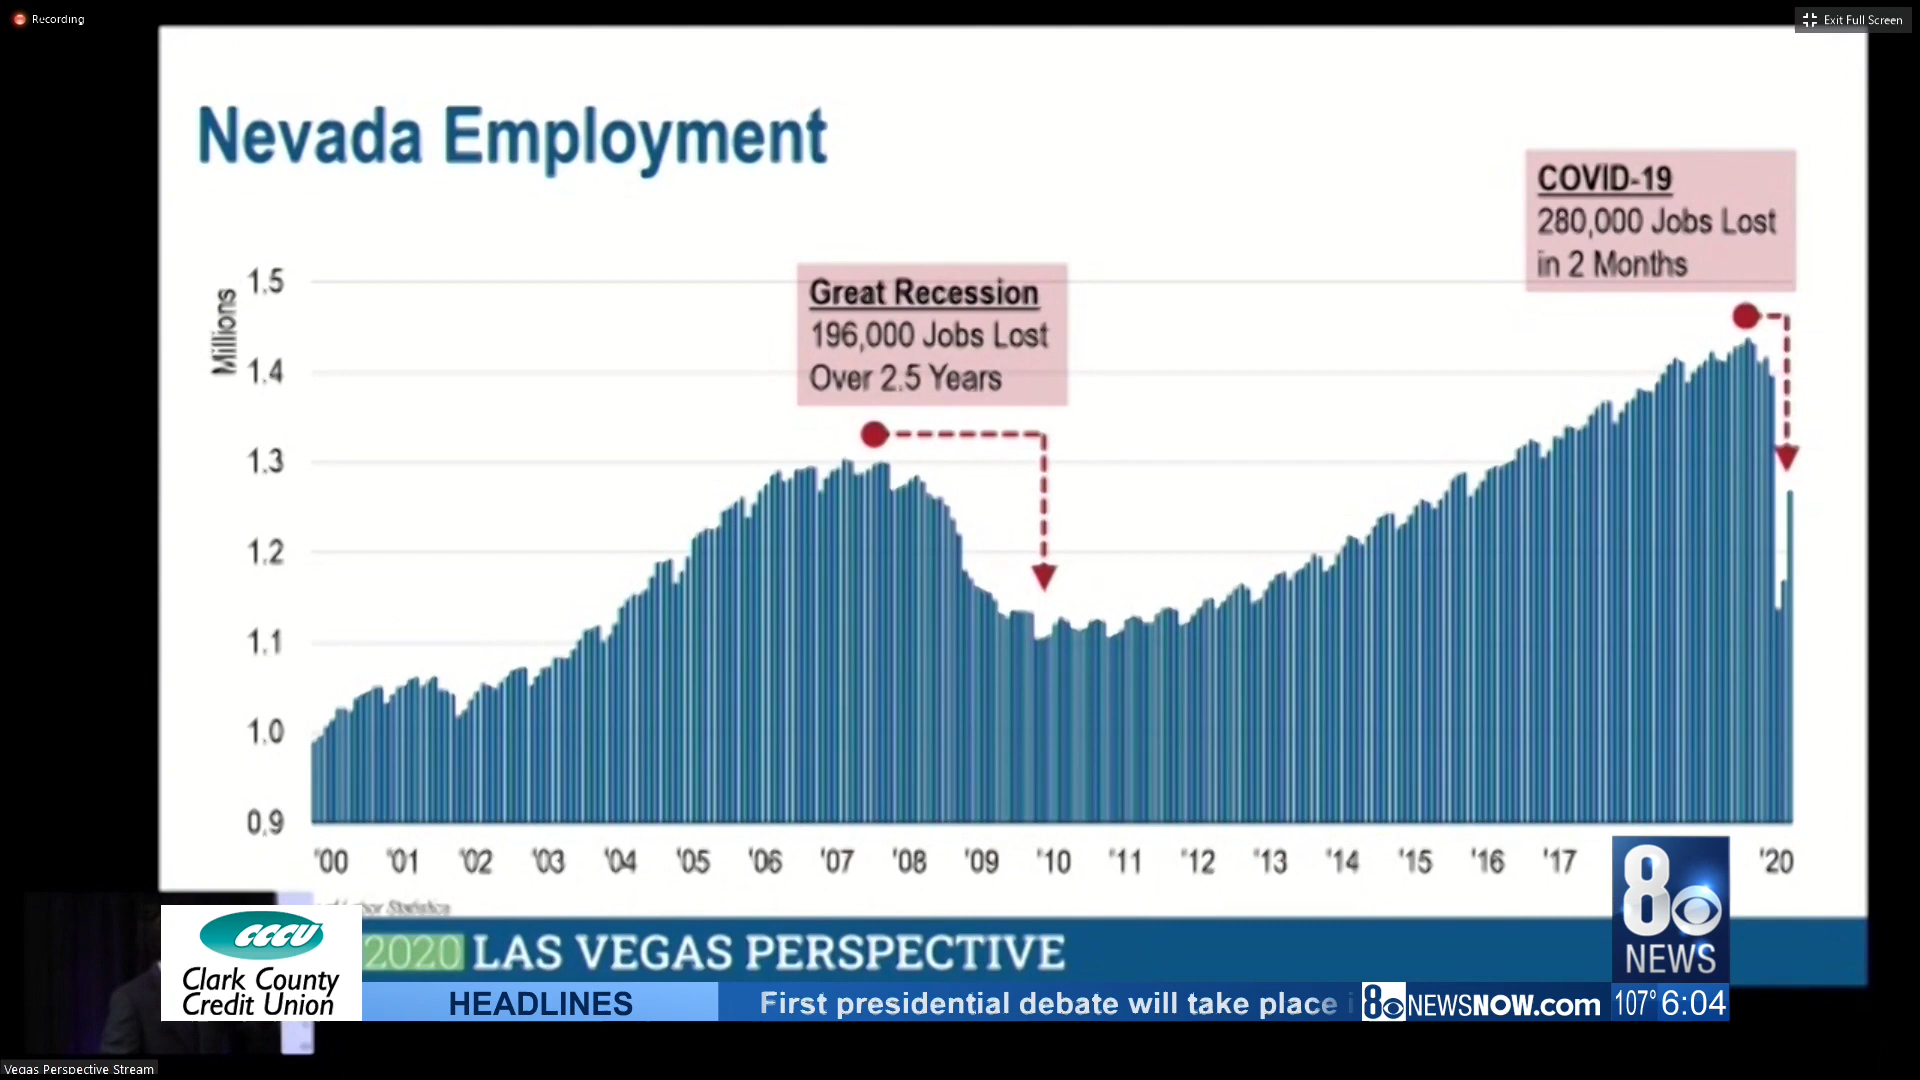 Recording
Exit Full Screen
Nevada Employment
COVID-19
280,000 Jobs Lost
in 2 Months
Great Recession
196,000 Jobs Lost
Over 2.5 Years
Millions
1.5
1.4
1.3
1.2
1.1
1.0
0.9
'00 '01 '02 '03 '04 '05 '06 '07 '08 '09 '10 '11 '12 '13 '14 '15 '16 '17 '20
Labor Statistics
2020 LAS VEGAS PERSPECTIVE
CCCU
Clark County
Credit Union
8
NEWS
HEADLINES
First presidential debate will take place
8NEWSNOW.com
107° 6:04
Vegas Perspective Stream